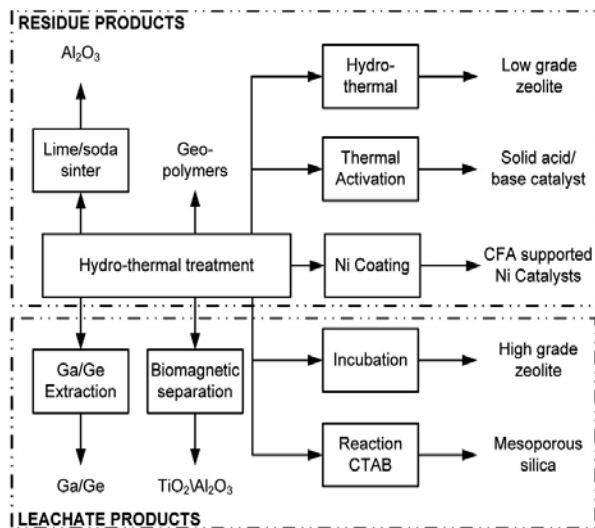 RESIDUE PRODUCTS
Al₂O₃
Lime/soda
sinter
Geo-
polymers
Hydro-
thermal
Low grade
zeolite
Thermal
Activation
Solid acid/
base catalyst
Hydro-thermal treatment
Ni Coating
CFA supported
Ni Catalysts
Ga/Ge
Extraction
Biomagnetic
separation
Incubation
High grade
zeolite
Ga/Ge
TiO₂\Al₂O₃
Reaction
CTAB
Mesoporous
silica
LEACHATE PRODUCTS